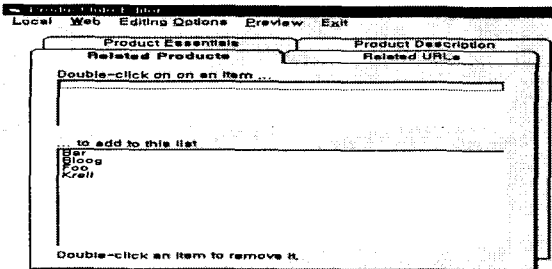 Local Web Editing Options Preview Exit
Product Essentials Product Description
Related Products Related URLs
Double-click on on an item ...
... to add to this list
Bar
Bloog
Foo
Krell
Double-click an item to remove it.